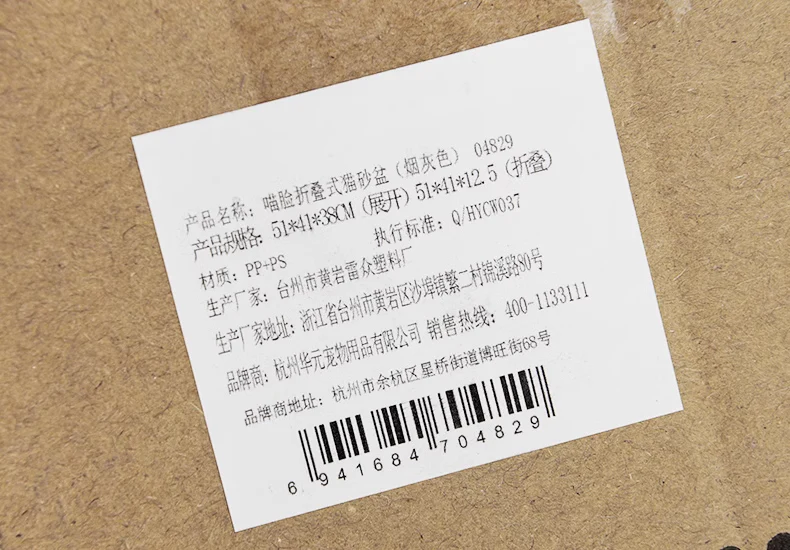 产品名称：喵脸折叠式猫砂盆（烟灰色） 04829
产品规格：51*41*38CM（展开）51*41*12.5（折叠）
材质：PP+PS 执行标准：Q/HYCW037
生产厂家：台州市黄岩雷众塑料厂
生产厂家地址：浙江省台州市黄岩区沙埠镇繁二村锦溪路80号
品牌商：杭州华元宠物用品有限公司 销售热线：400-1133111
品牌商地址：杭州市余杭区星桥街道博旺街68号
6 941684 704829